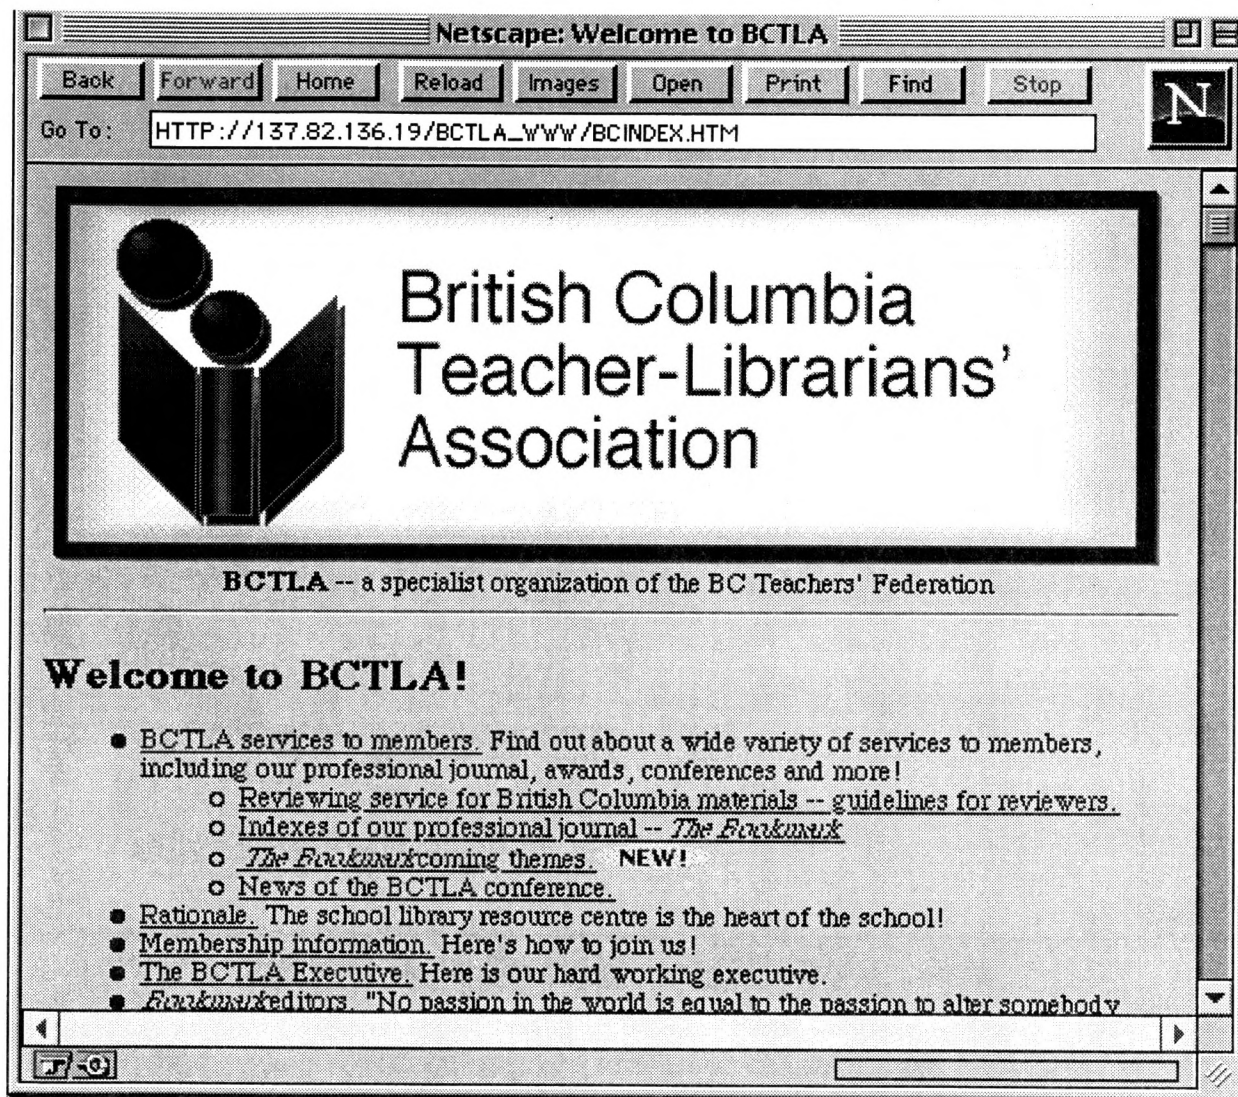 Netscape: Welcome to BCTLA
Back Forward Home Reload Images Open Print Find Stop
N
Go To: HTTP://137.82.136.19/BCTLA_WWW/BCINDEX.HTM
British Columbia
Teacher-Librarians'
Association
BCTLA -- a specialist organization of the BC Teachers' Federation
Welcome to BCTLA!
BCTLA services to members. Find out about a wide variety of services to members,
including our professional journal, awards, conferences and more!
Reviewing service for British Columbia materials -- guidelines for reviewers.
Indexes of our professional journal -- The Bookmark
The Bookmark coming themes. NEW!
News of the BCTLA conference.
Rationale. The school library resource centre is the heart of the school!
Membership information. Here's how to join us!
The BCTLA Executive. Here is our hard working executive.
Bookmark editors. "No passion in the world is equal to the passion to alter somebody